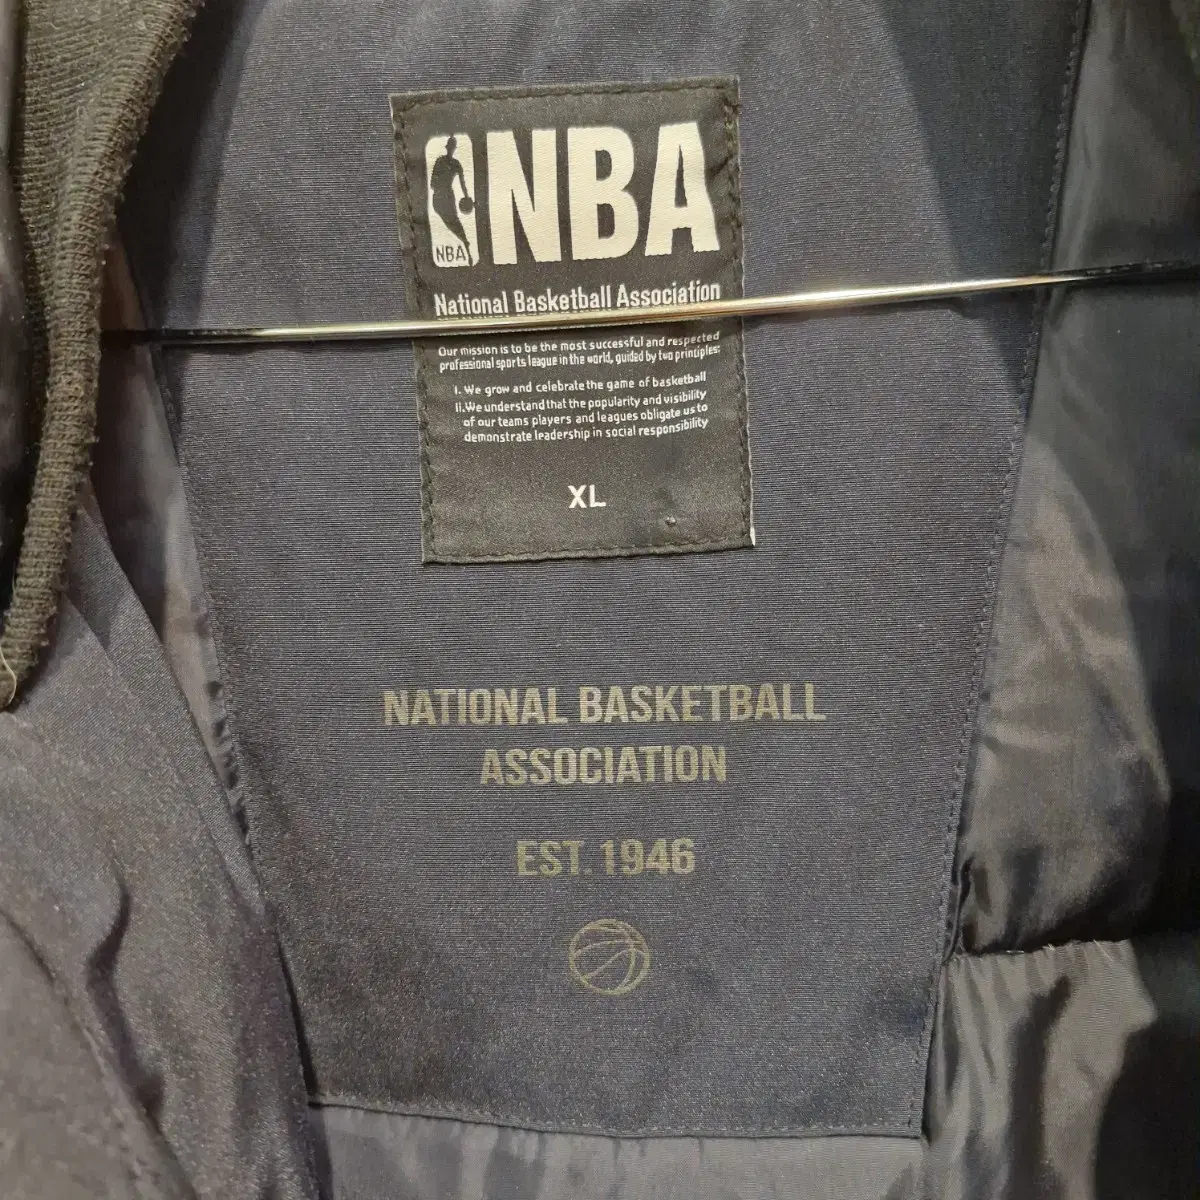 NBA
NBA
National Basketball Association
Our mission is to be the most successful and respected
professional sports league in the world, guided by two principles:
I. We grow and celebrate the game of basketball
II.We understand that the popularity and visibility
of our teams players and leagues obligate us to
demonstrate leadership in social responsibility
XL
NATIONAL BASKETBALL
ASSOCIATION
EST. 1946